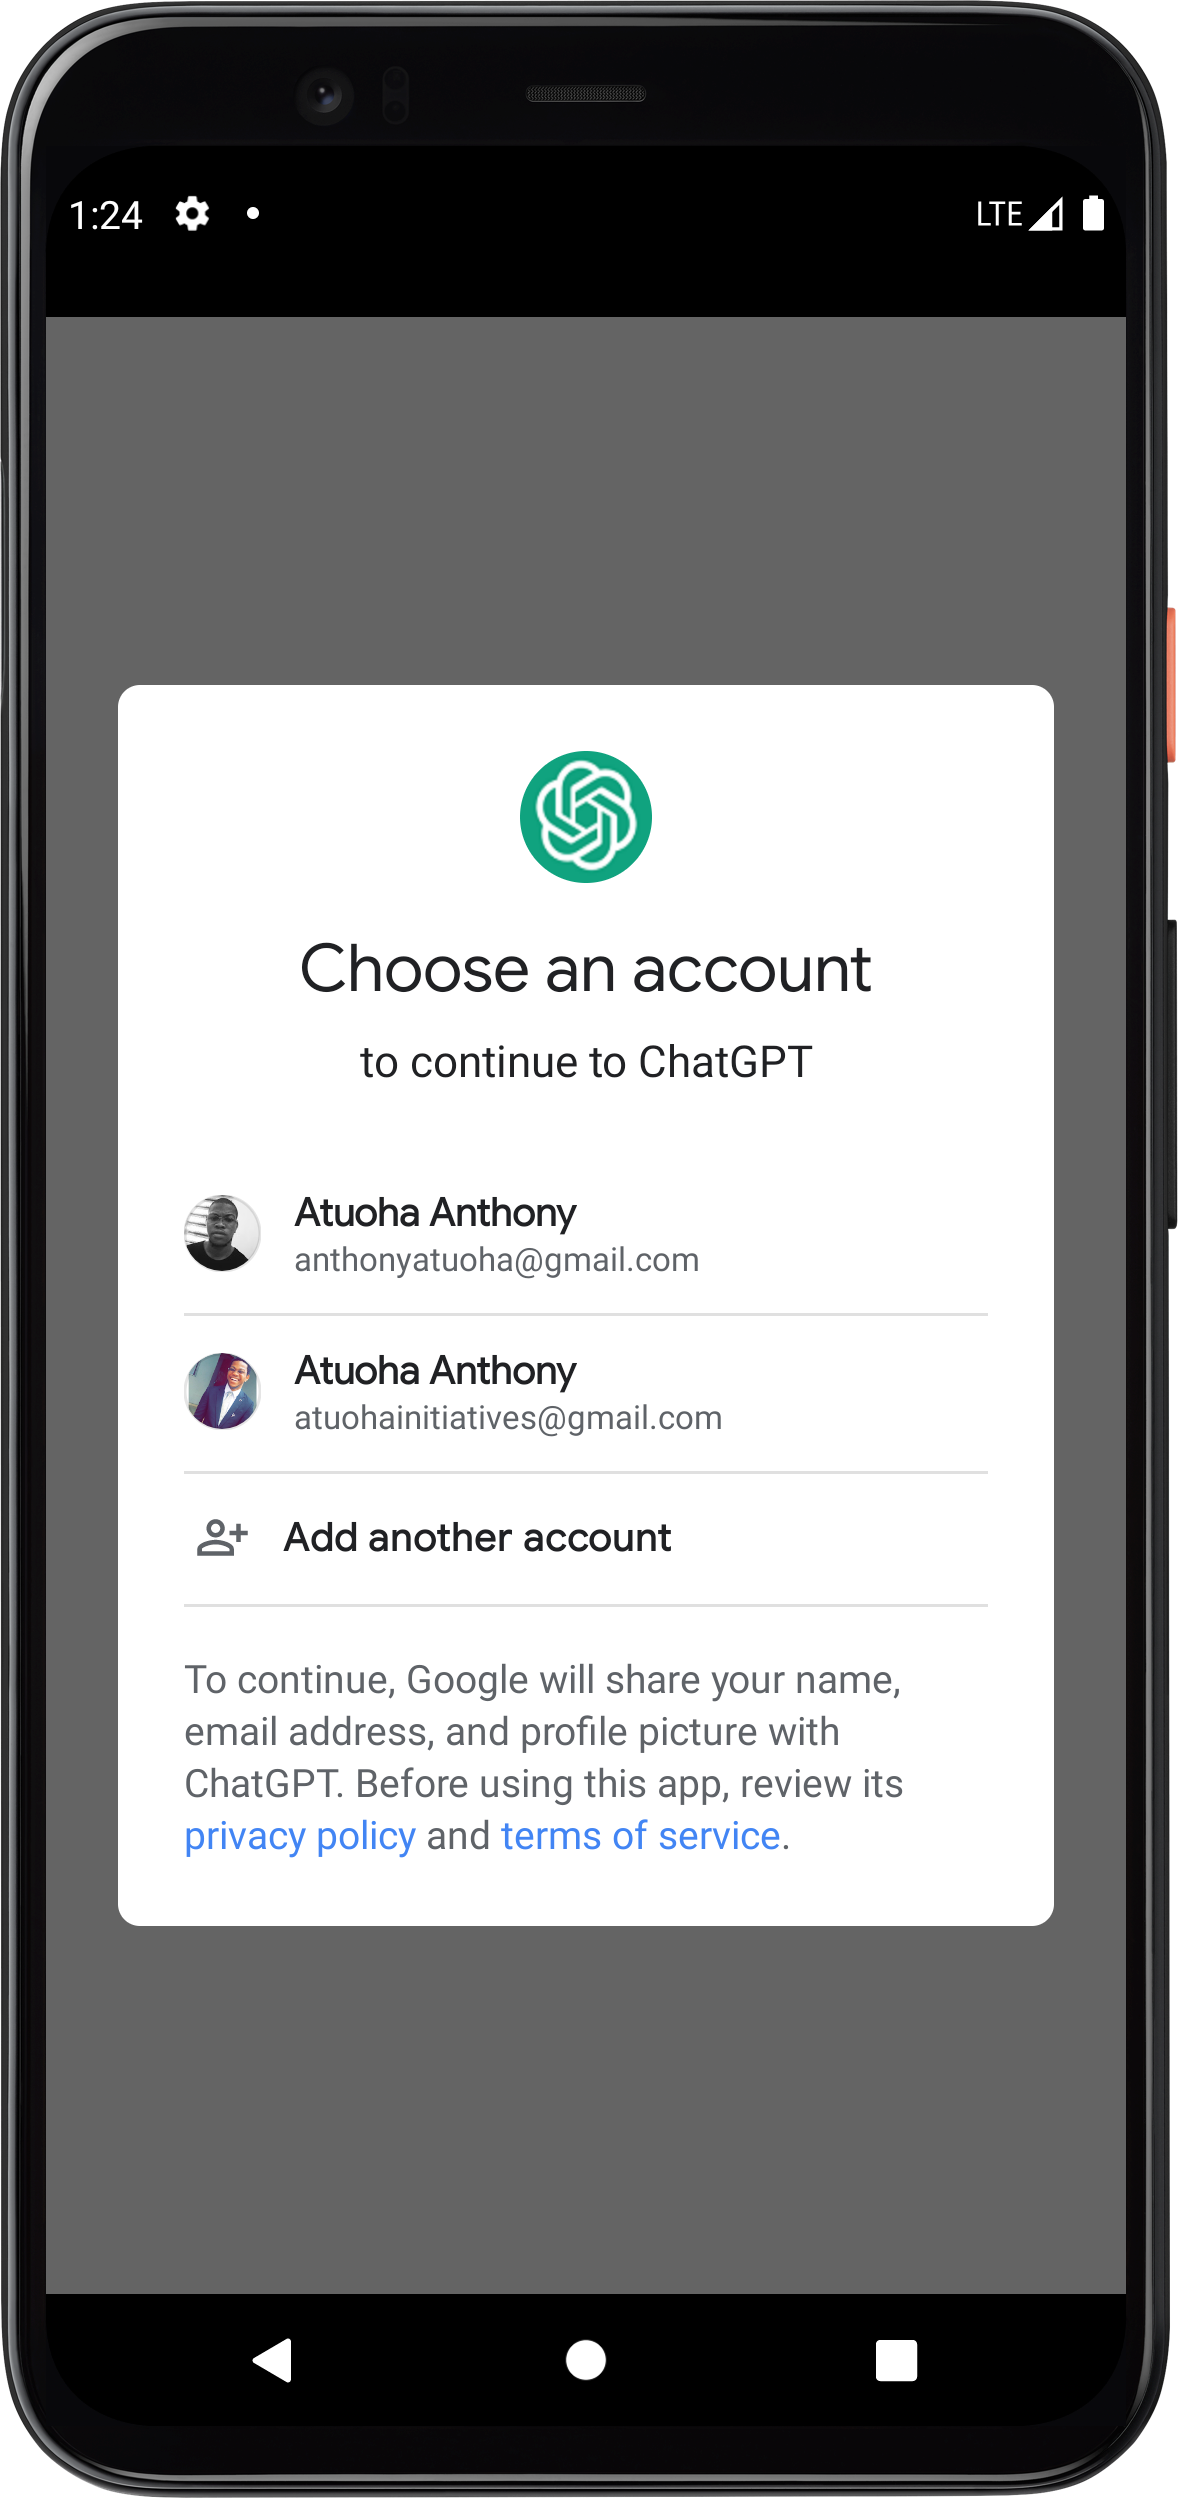 1:24 LTE
Choose an account
to continue to ChatGPT
Atuoha Anthony
anthonyatuoha@gmail.com
Atuoha Anthony
atuohainitiatives@gmail.com
Add another account
To continue, Google will share your name,
email address, and profile picture with
ChatGPT. Before using this app, review its
privacy policy and terms of service.